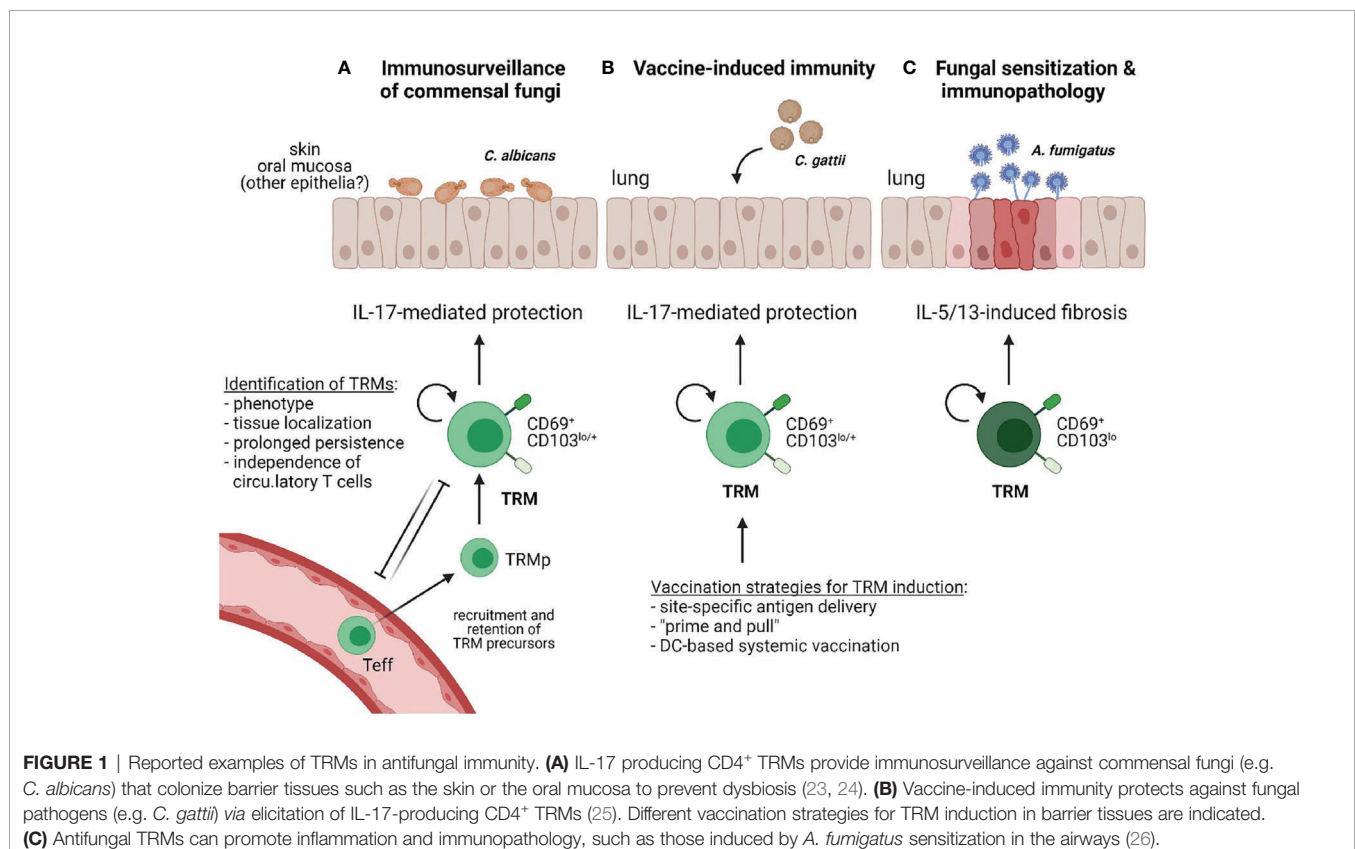 A Immunosurveillance
of commensal fungi
skin
oral mucosa
(other epithelia?)
C. albicans
IL-17-mediated protection
Identification of TRMs:
- phenotype
- tissue localization
- prolonged persistence
- independence of
circu.latory T cells
CD69⁺
CD103ˡᵒ/⁺
TRM
TRMp
recruitment and
retention of
TRM precursors
Teff
B Vaccine-induced immunity
C. gattii
lung
IL-17-mediated protection
CD69⁺
CD103ˡᵒ/⁺
TRM
Vaccination strategies for TRM induction:
- site-specific antigen delivery
- "prime and pull"
- DC-based systemic vaccination
C Fungal sensitization &
immunopathology
A. fumigatus
lung
IL-5/13-induced fibrosis
CD69⁺
CD103ˡᵒ
TRM
FIGURE 1 | Reported examples of TRMs in antifungal immunity. (A) IL-17 producing CD4⁺ TRMs provide immunosurveillance against commensal fungi (e.g.
C. albicans) that colonize barrier tissues such as the skin or the oral mucosa to prevent dysbiosis (23, 24). (B) Vaccine-induced immunity protects against fungal
pathogens (e.g. C. gattii) via elicitation of IL-17-producing CD4⁺ TRMs (25). Different vaccination strategies for TRM induction in barrier tissues are indicated.
(C) Antifungal TRMs can promote inflammation and immunopathology, such as those induced by A. fumigatus sensitization in the airways (26).